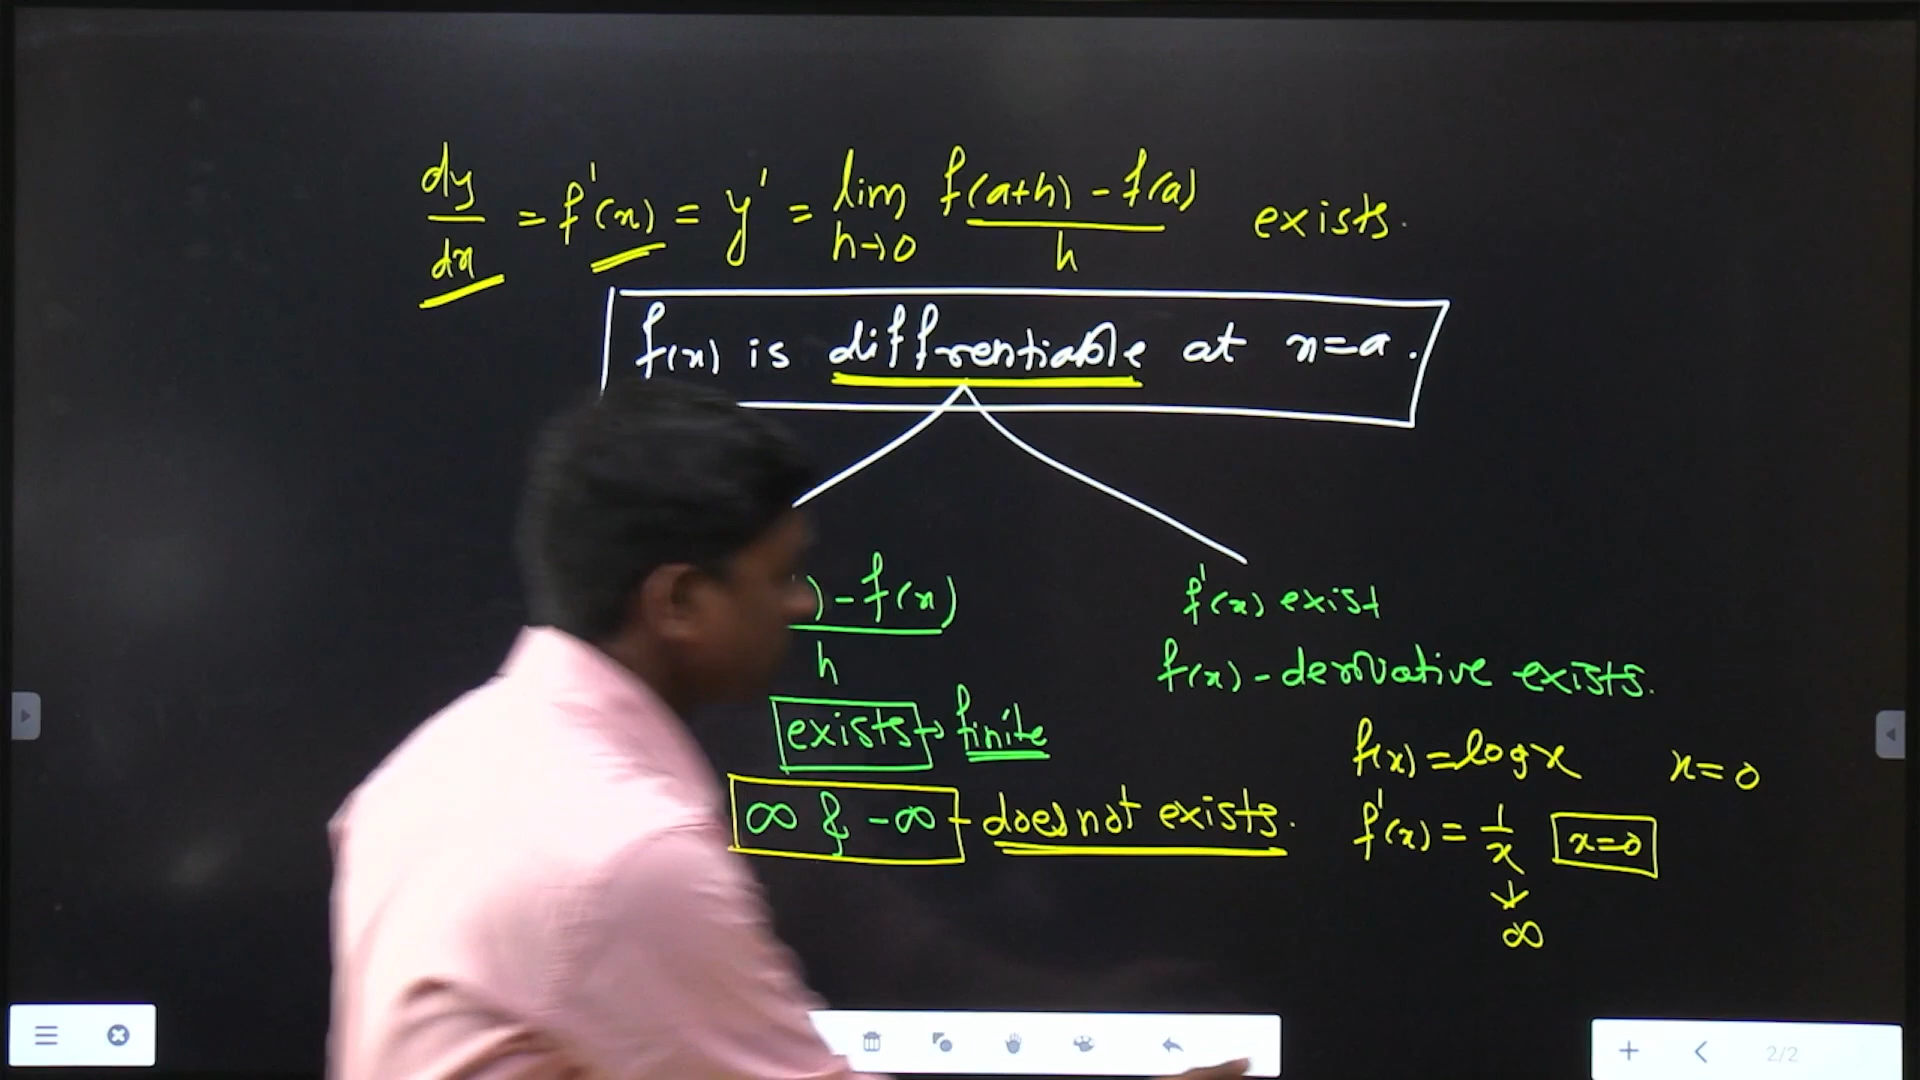 dy/dx = f'(x) = y' = lim h→0 f(a+h) - f(a) / h exists.
f(x) is diffrentiable at x=a.
) - f(x) / h
f'(x) exist
f(x) - derivative exists.
exists → finite
f(x) = log x x=0
∞ & -∞ - does not exists.
f'(x) = 1/x x=0
↓
∞
2/2